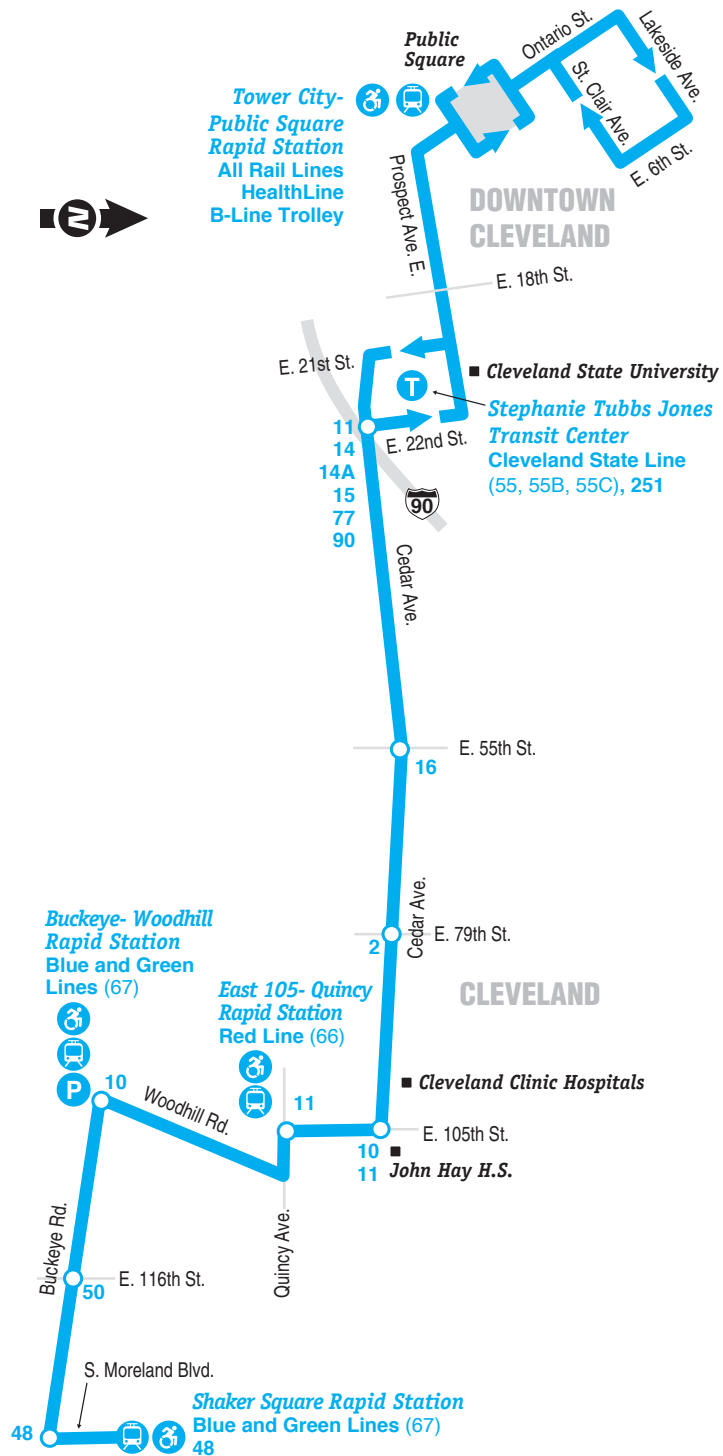 Public
Square
Ontario St.
Lakeside Ave.
St. Clair Ave.
E. 6th St.
Tower City-
Public Square
Rapid Station
All Rail Lines
HealthLine
B-Line Trolley
N
Prospect Ave. E.
DOWNTOWN
CLEVELAND
E. 18th St.
E. 21st St.
T
Cleveland State University
Stephanie Tubbs Jones
Transit Center
Cleveland State Line
(55, 55B, 55C), 251
E. 22nd St.
11
14
14A
15
77
90
90
Cedar Ave.
E. 55th St.
16
Cedar Ave.
E. 79th St.
2
CLEVELAND
Buckeye- Woodhill
Rapid Station
Blue and Green
Lines (67)
P
10
East 105- Quincy
Rapid Station
Red Line (66)
11
Woodhill Rd.
Cleveland Clinic Hospitals
E. 105th St.
10
11
John Hay H.S.
Quincy Ave.
Buckeye Rd.
E. 116th St.
50
S. Moreland Blvd.
48
Shaker Square Rapid Station
Blue and Green Lines (67)
48